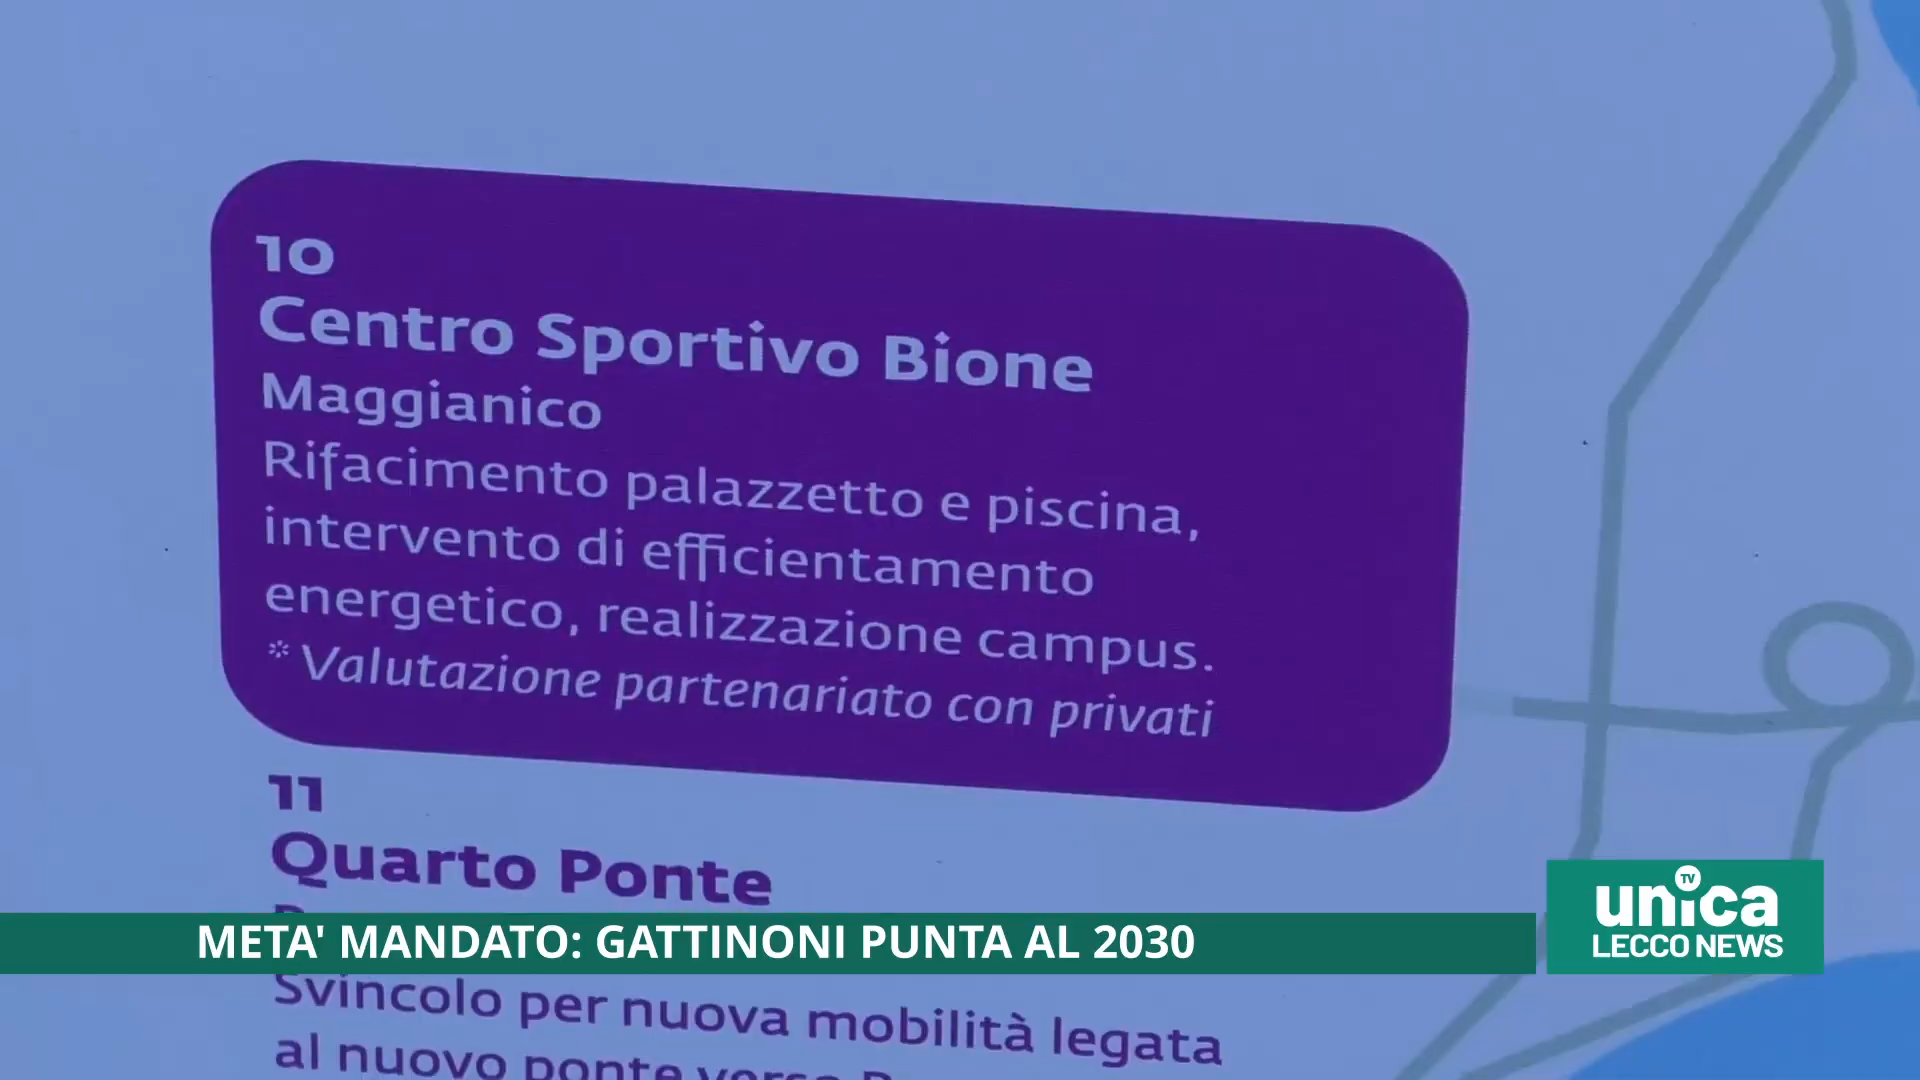 10
Centro Sportivo Bione
Maggianico
Rifacimento palazzetto e piscina,
intervento di efficientamento
energetico, realizzazione campus.
* Valutazione partenariato con privati
11
Quarto Ponte
META' MANDATO: GATTINONI PUNTA AL 2030
unica TV
LECCO NEWS
Svincolo per nuova mobilità legata
al nuovo ponte verso